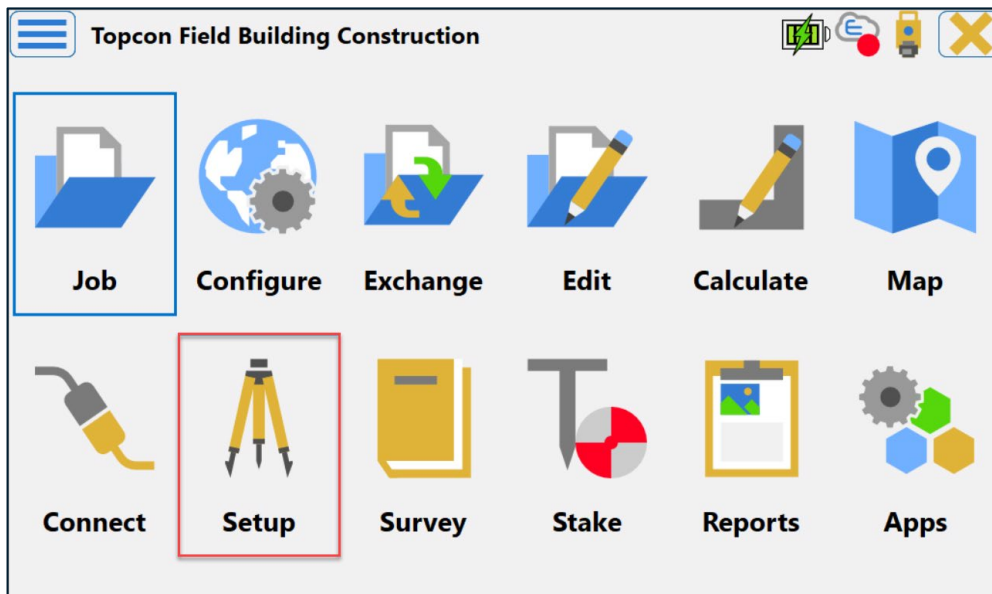 Topcon Field Building Construction
Job Configure Exchange Edit Calculate Map
Connect Setup Survey Stake Reports Apps